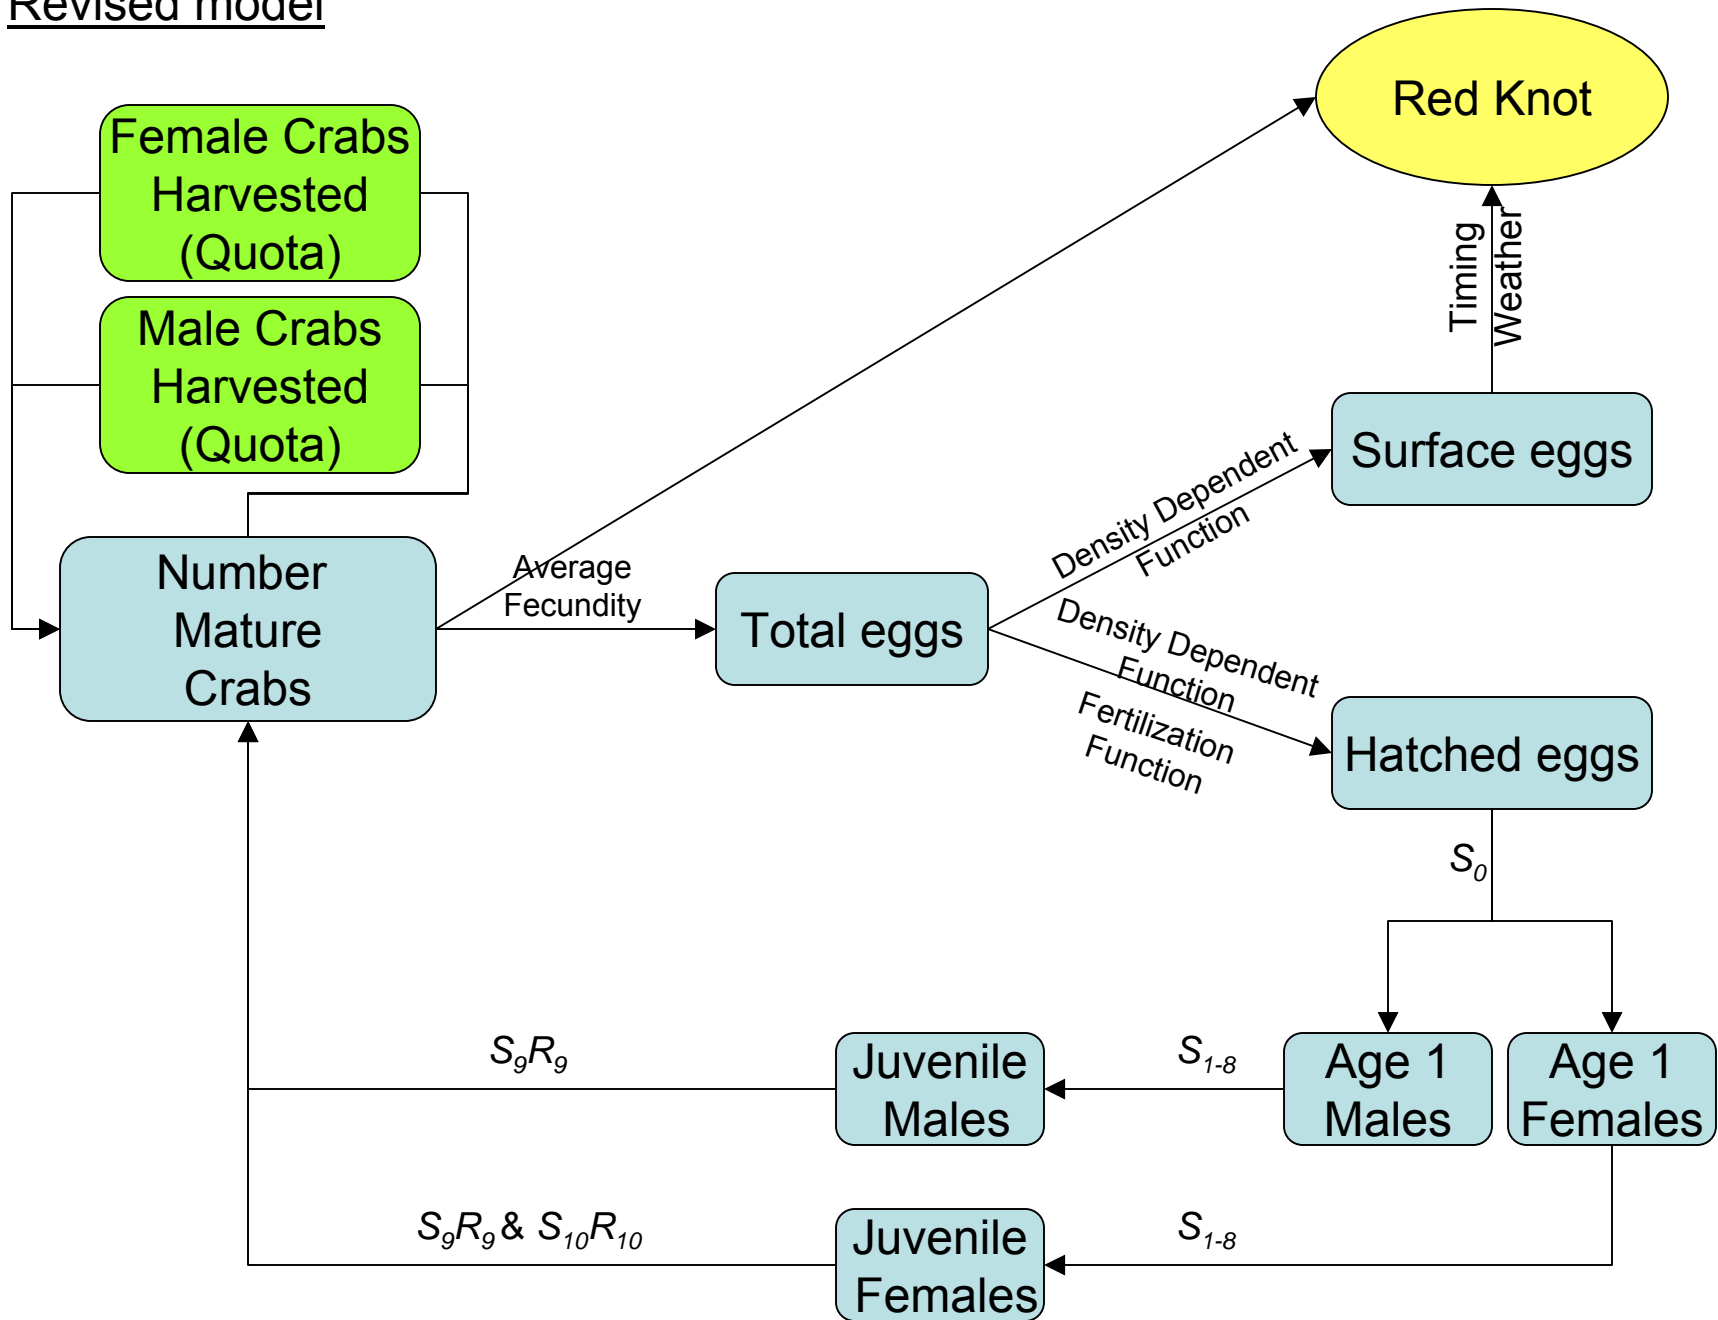 Revised model
Red Knot
Female Crabs
Harvested
(Quota)
Timing
Weather
Male Crabs
Harvested
(Quota)
Surface eggs
Density Dependent
Function
Number
Mature
Crabs
Average
Fecundity
Total eggs
Density Dependent
Function
Fertilization
Function
Hatched eggs
S0
S9R9
Juvenile
Males
S1-8
Age 1
Males
Age 1
Females
S9R9 & S10R10
Juvenile
Females
S1-8